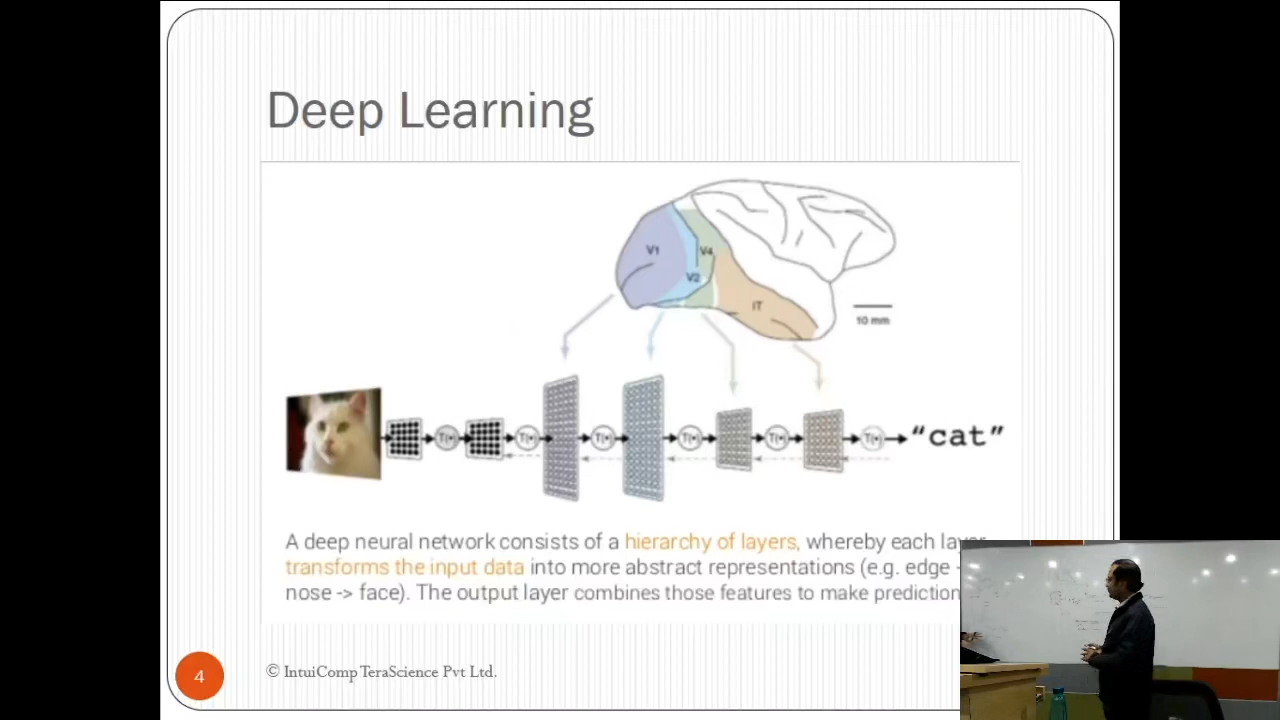 Deep Learning
V1
V4
V2
IT
10 mm
T(•) T(•) T(•) T(•) T(•) T(•) "cat"
A deep neural network consists of a hierarchy of layers, whereby each layer
transforms the input data into more abstract representations (e.g. edge -
nose -> face). The output layer combines those features to make prediction
4
© IntuiComp TeraScience Pvt Ltd.